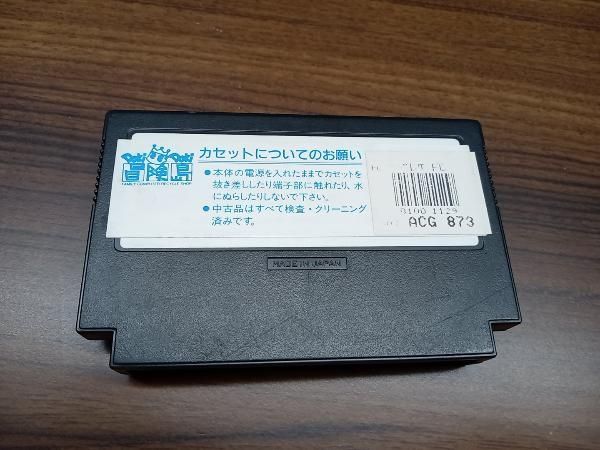 冒険島
FAMILY COMPUTER RECYCLE SHOP
カセットについてのお願い
●本体の電源を入れたままでカセットを
抜き差ししたり端子部に触れたり、水
にぬらしたりしないで下さい。
●中古品はすべて検査・クリーニング
済みです。
ACG 873
MADE IN JAPAN